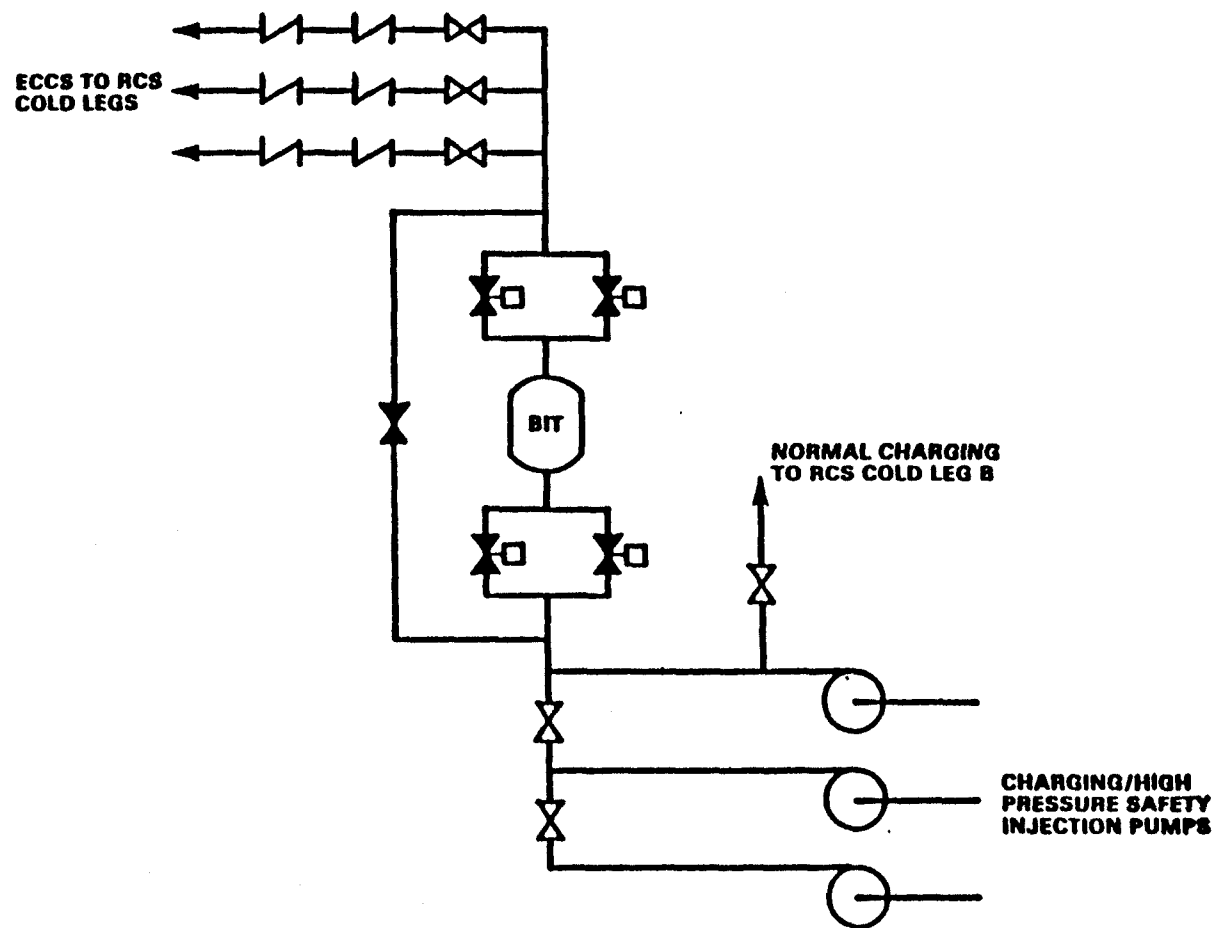 ECCS TO RCS
COLD LEGS
BIT
NORMAL CHARGING
TO RCS COLD LEG B
CHARGING/HIGH
PRESSURE SAFETY
INJECTION PUMPS